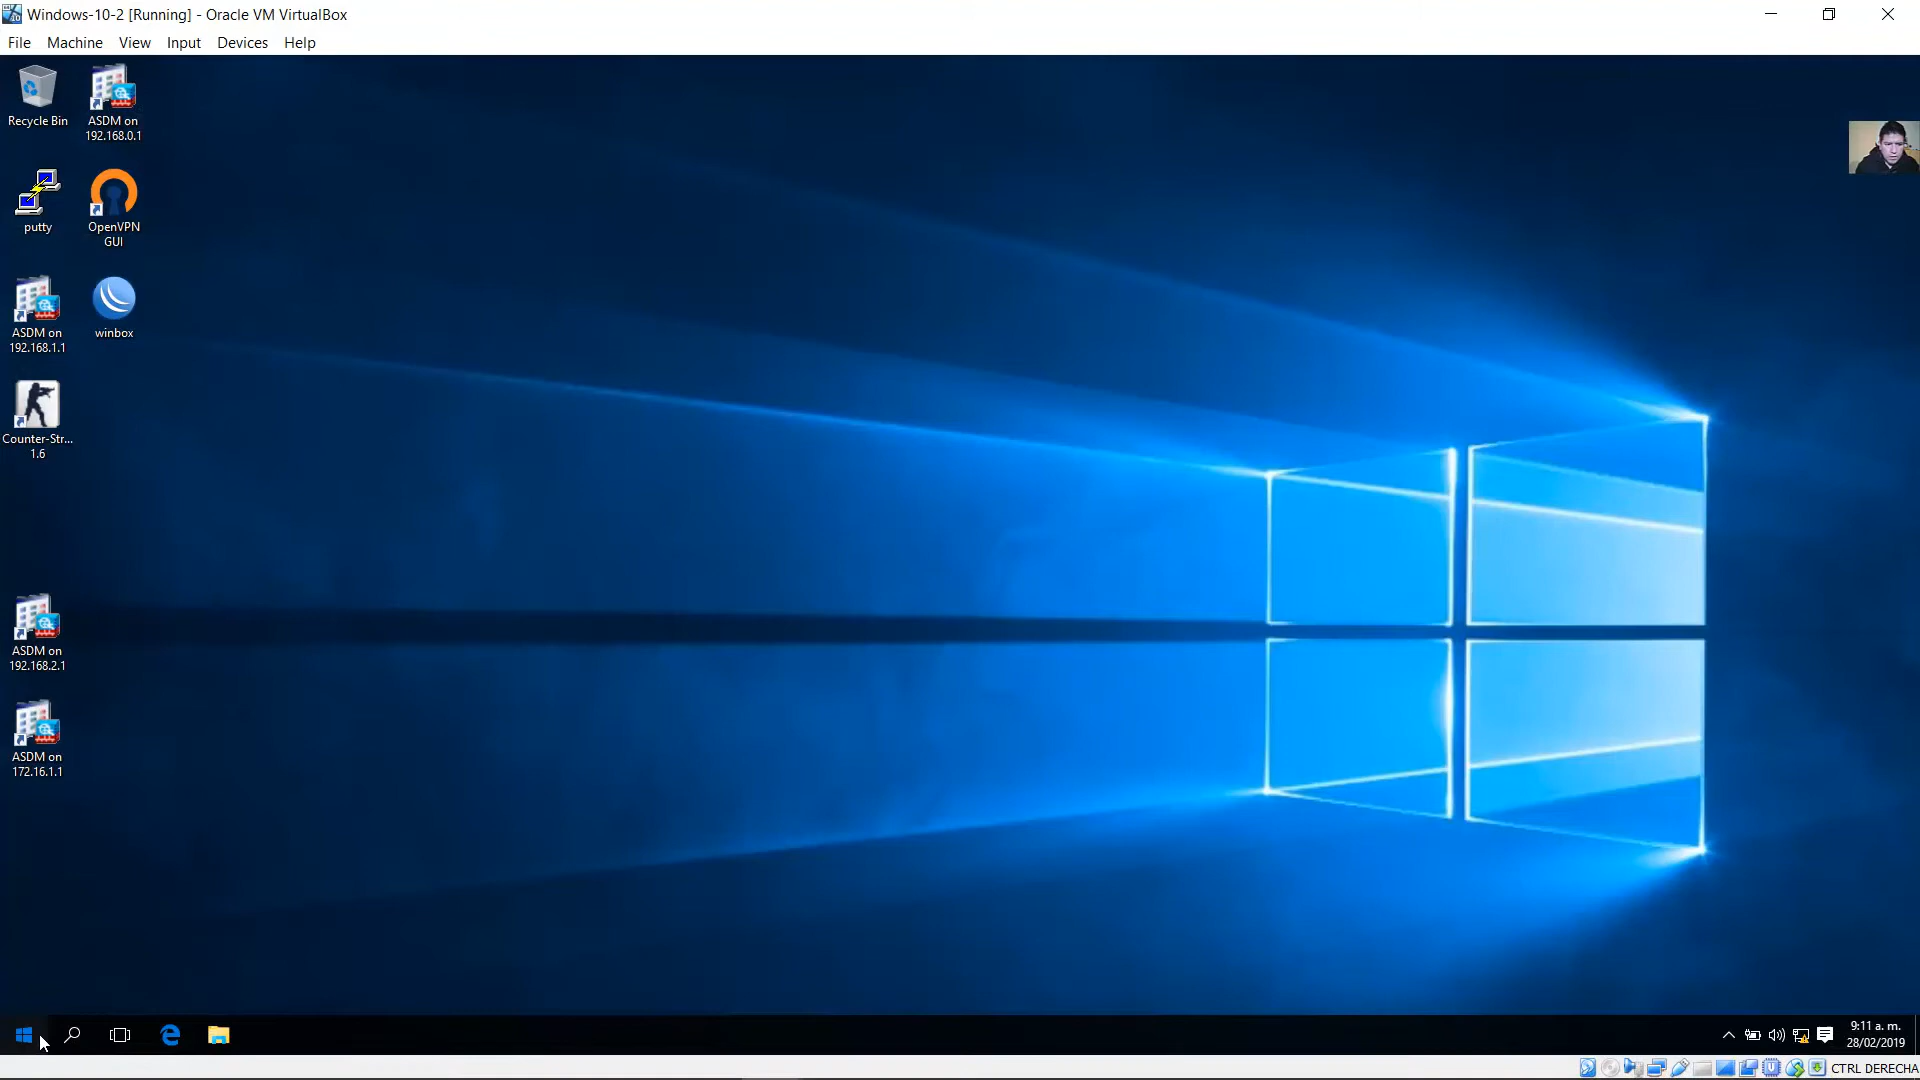 Windows-10-2 [Running] - Oracle VM VirtualBox
File Machine View Input Devices Help
Recycle Bin
ASDM on
192.168.0.1
putty
OpenVPN
GUI
ASDM on
192.168.1.1
winbox
Counter-Str...
1.6
ASDM on
192.168.2.1
ASDM on
172.16.1.1
9:11 a. m.
28/02/2019
CTRL DERECHA